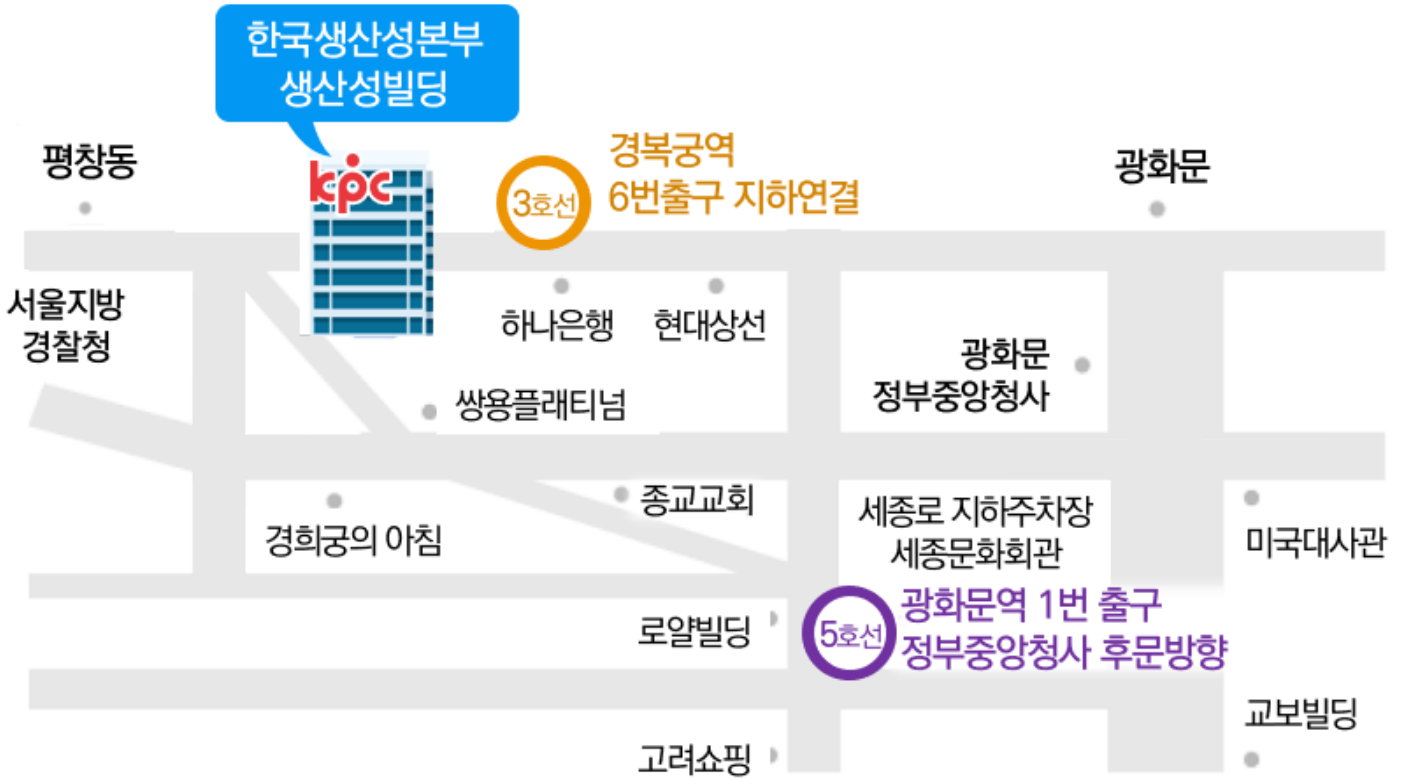 한국생산성본부
생산성빌딩
kpc
평창동
3호선
경복궁역
6번출구 지하연결
광화문
서울지방
경찰청
하나은행
현대상선
광화문
정부중앙청사
쌍용플래티넘
종교교회
세종로 지하주차장
세종문화회관
경희궁의 아침
미국대사관
로얄빌딩
5호선
광화문역 1번 출구
정부중앙청사 후문방향
교보빌딩
고려쇼핑